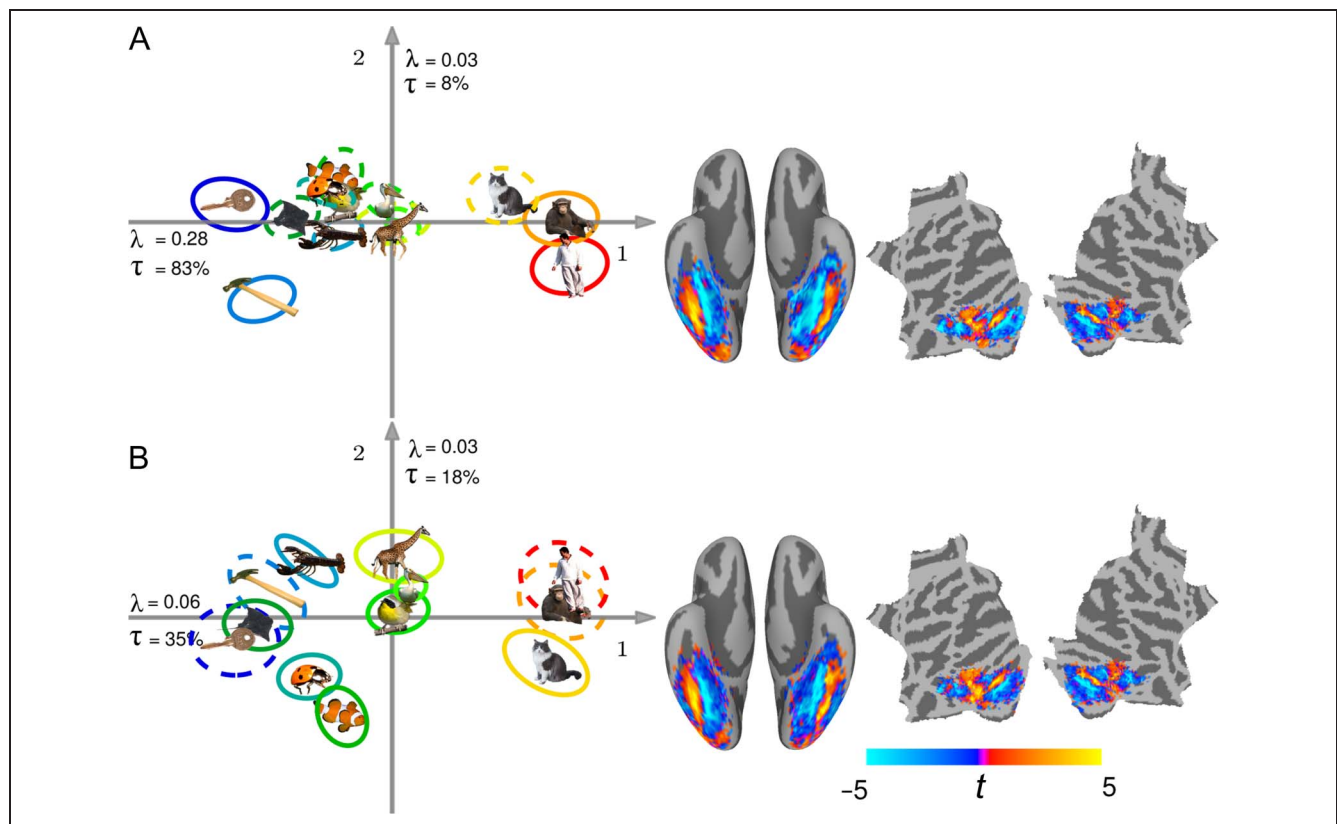 A
2
λ = 0.03
τ = 8%
λ = 0.28
τ = 83%
1
B
2
λ = 0.03
τ = 18%
λ = 0.06
τ = 35%
1
-5
t
5